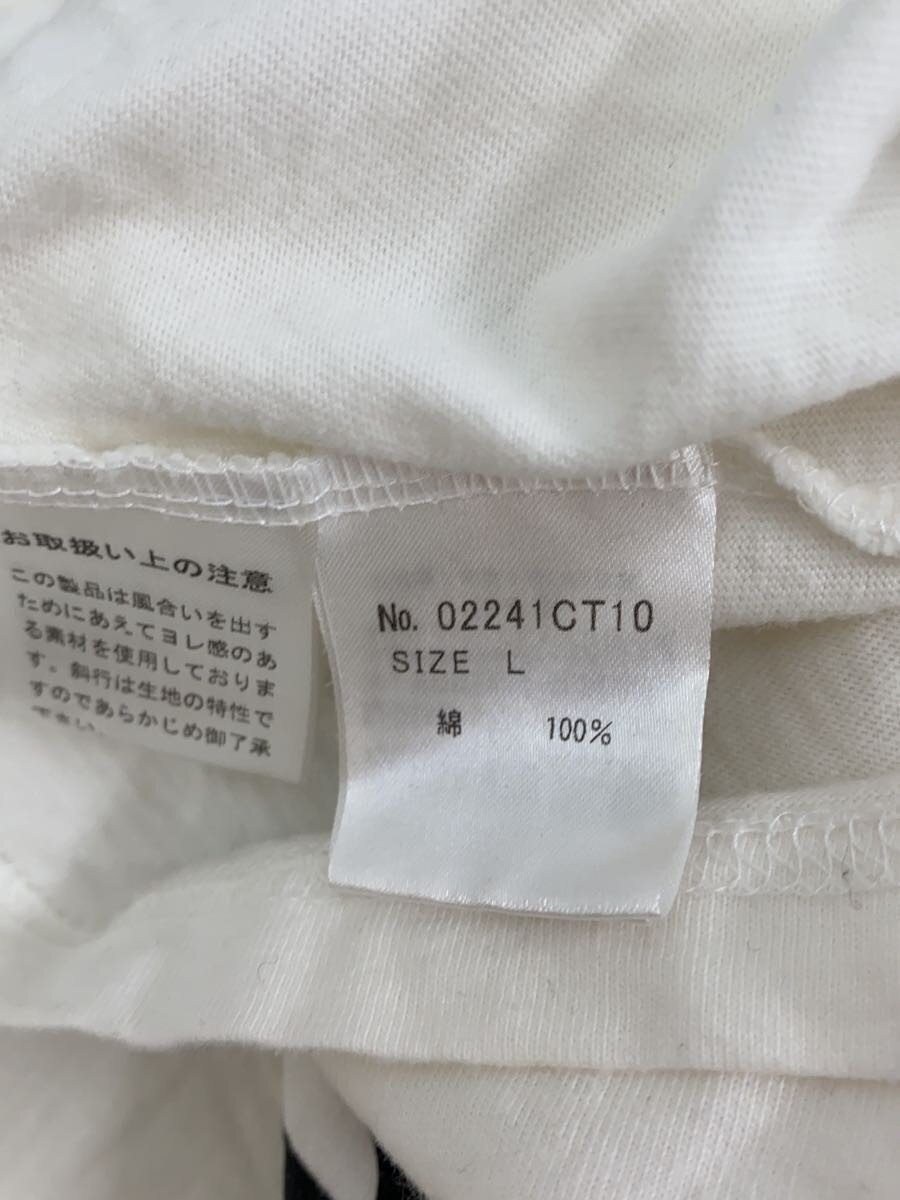 お取扱い上の注意
この製品は風合いを出す
ためにあえてヨレ感のあ
る素材を使用しておりま
す。斜行は生地の特性で
すのであらかじめ御了承
下さい。
No. 02241CT10
SIZE L
綿 100%